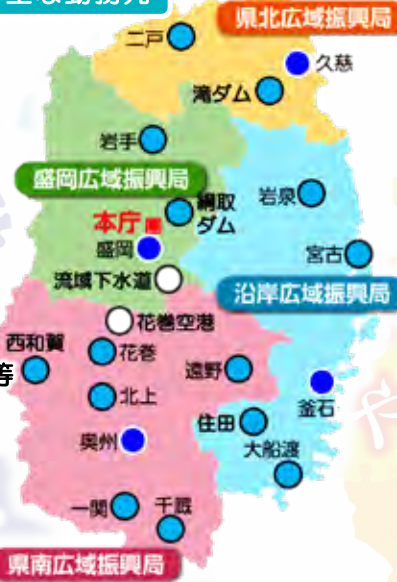 主な勤務先
県北広域振興局
二戸
久慈
滝ダム
岩手
盛岡広域振興局
綱取
ダム
岩泉
本庁
盛岡
宮古
流域下水道
沿岸広域振興局
花巻空港
西和賀
花巻
等
遠野
北上
釜石
住田
奥州
大船渡
一関
千厩
県南広域振興局
や